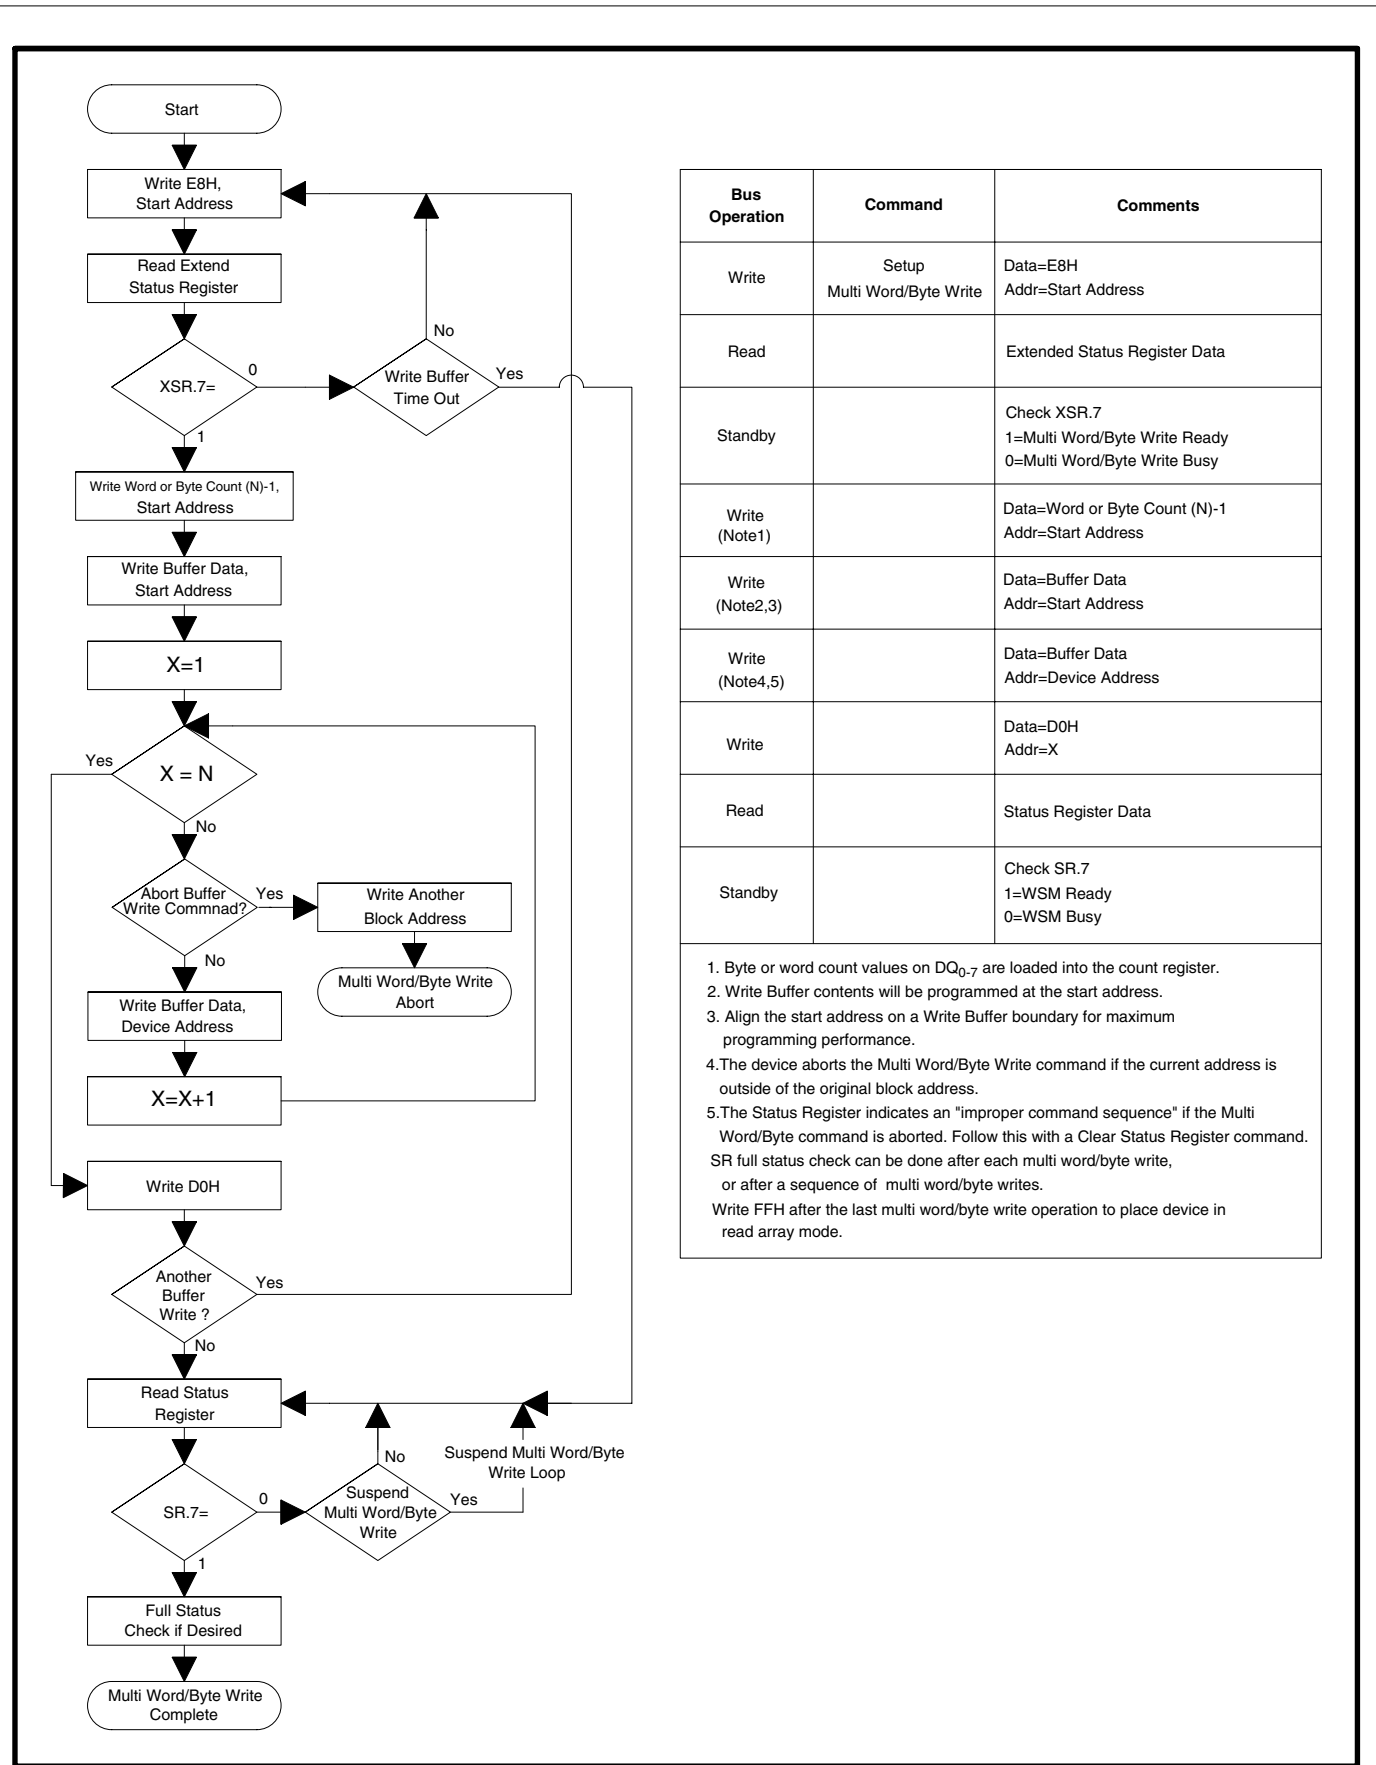 Start
Write E8H,
Start Address
Read Extend
Status Register
XSR.7=
0
1
Write Buffer
Time Out
No
Yes
Write Word or Byte Count (N)-1,
Start Address
Write Buffer Data,
Start Address
X=1
X = N
Yes
No
Abort Buffer
Write Commnad?
Yes
No
Write Another
Block Address
Multi Word/Byte Write
Abort
Write Buffer Data,
Device Address
X=X+1
Write D0H
Another
Buffer
Write ?
Yes
No
Read Status
Register
SR.7=
0
1
Suspend
Multi Word/Byte
Write
No
Yes
Suspend Multi Word/Byte
Write Loop
Full Status
Check if Desired
Multi Word/Byte Write
Complete
Bus
Operation
Command
Comments
Write
Setup
Multi Word/Byte Write
Data=E8H
Addr=Start Address
Read
Extended Status Register Data
Standby
Check XSR.7
1=Multi Word/Byte Write Ready
0=Multi Word/Byte Write Busy
Write
(Note1)
Data=Word or Byte Count (N)-1
Addr=Start Address
Write
(Note2,3)
Data=Buffer Data
Addr=Start Address
Write
(Note4,5)
Data=Buffer Data
Addr=Device Address
Write
Data=D0H
Addr=X
Read
Status Register Data
Standby
Check SR.7
1=WSM Ready
0=WSM Busy
1. Byte or word count values on DQ0-7 are loaded into the count register.
2. Write Buffer contents will be programmed at the start address.
3. Align the start address on a Write Buffer boundary for maximum
programming performance.
4.The device aborts the Multi Word/Byte Write command if the current address is
outside of the original block address.
5.The Status Register indicates an "improper command sequence" if the Multi
Word/Byte command is aborted. Follow this with a Clear Status Register command.
SR full status check can be done after each multi word/byte write,
or after a sequence of multi word/byte writes.
Write FFH after the last multi word/byte write operation to place device in
read array mode.